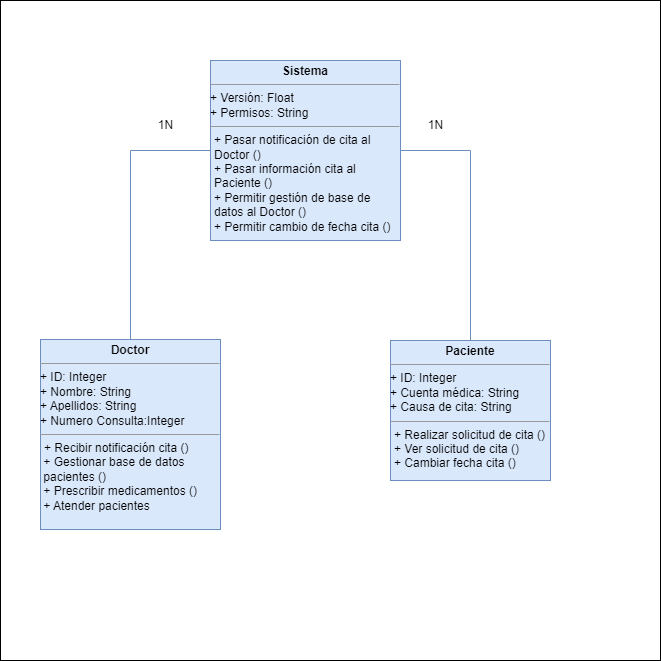 Sistema
+ Versión: Float
+ Permisos: String
1N
1N
+ Pasar notificación de cita al
Doctor ()
+ Pasar información cita al
Paciente ()
+ Permitir gestión de base de
datos al Doctor ()
+ Permitir cambio de fecha cita ()
Doctor
+ ID: Integer
+ Nombre: String
+ Apellidos: String
+ Numero Consulta:Integer
+ Recibir notificación cita ()
+ Gestionar base de datos
pacientes ()
+ Prescribir medicamentos ()
+ Atender pacientes
Paciente
+ ID: Integer
+ Cuenta médica: String
+ Causa de cita: String
+ Realizar solicitud de cita ()
+ Ver solicitud de cita ()
+ Cambiar fecha cita ()